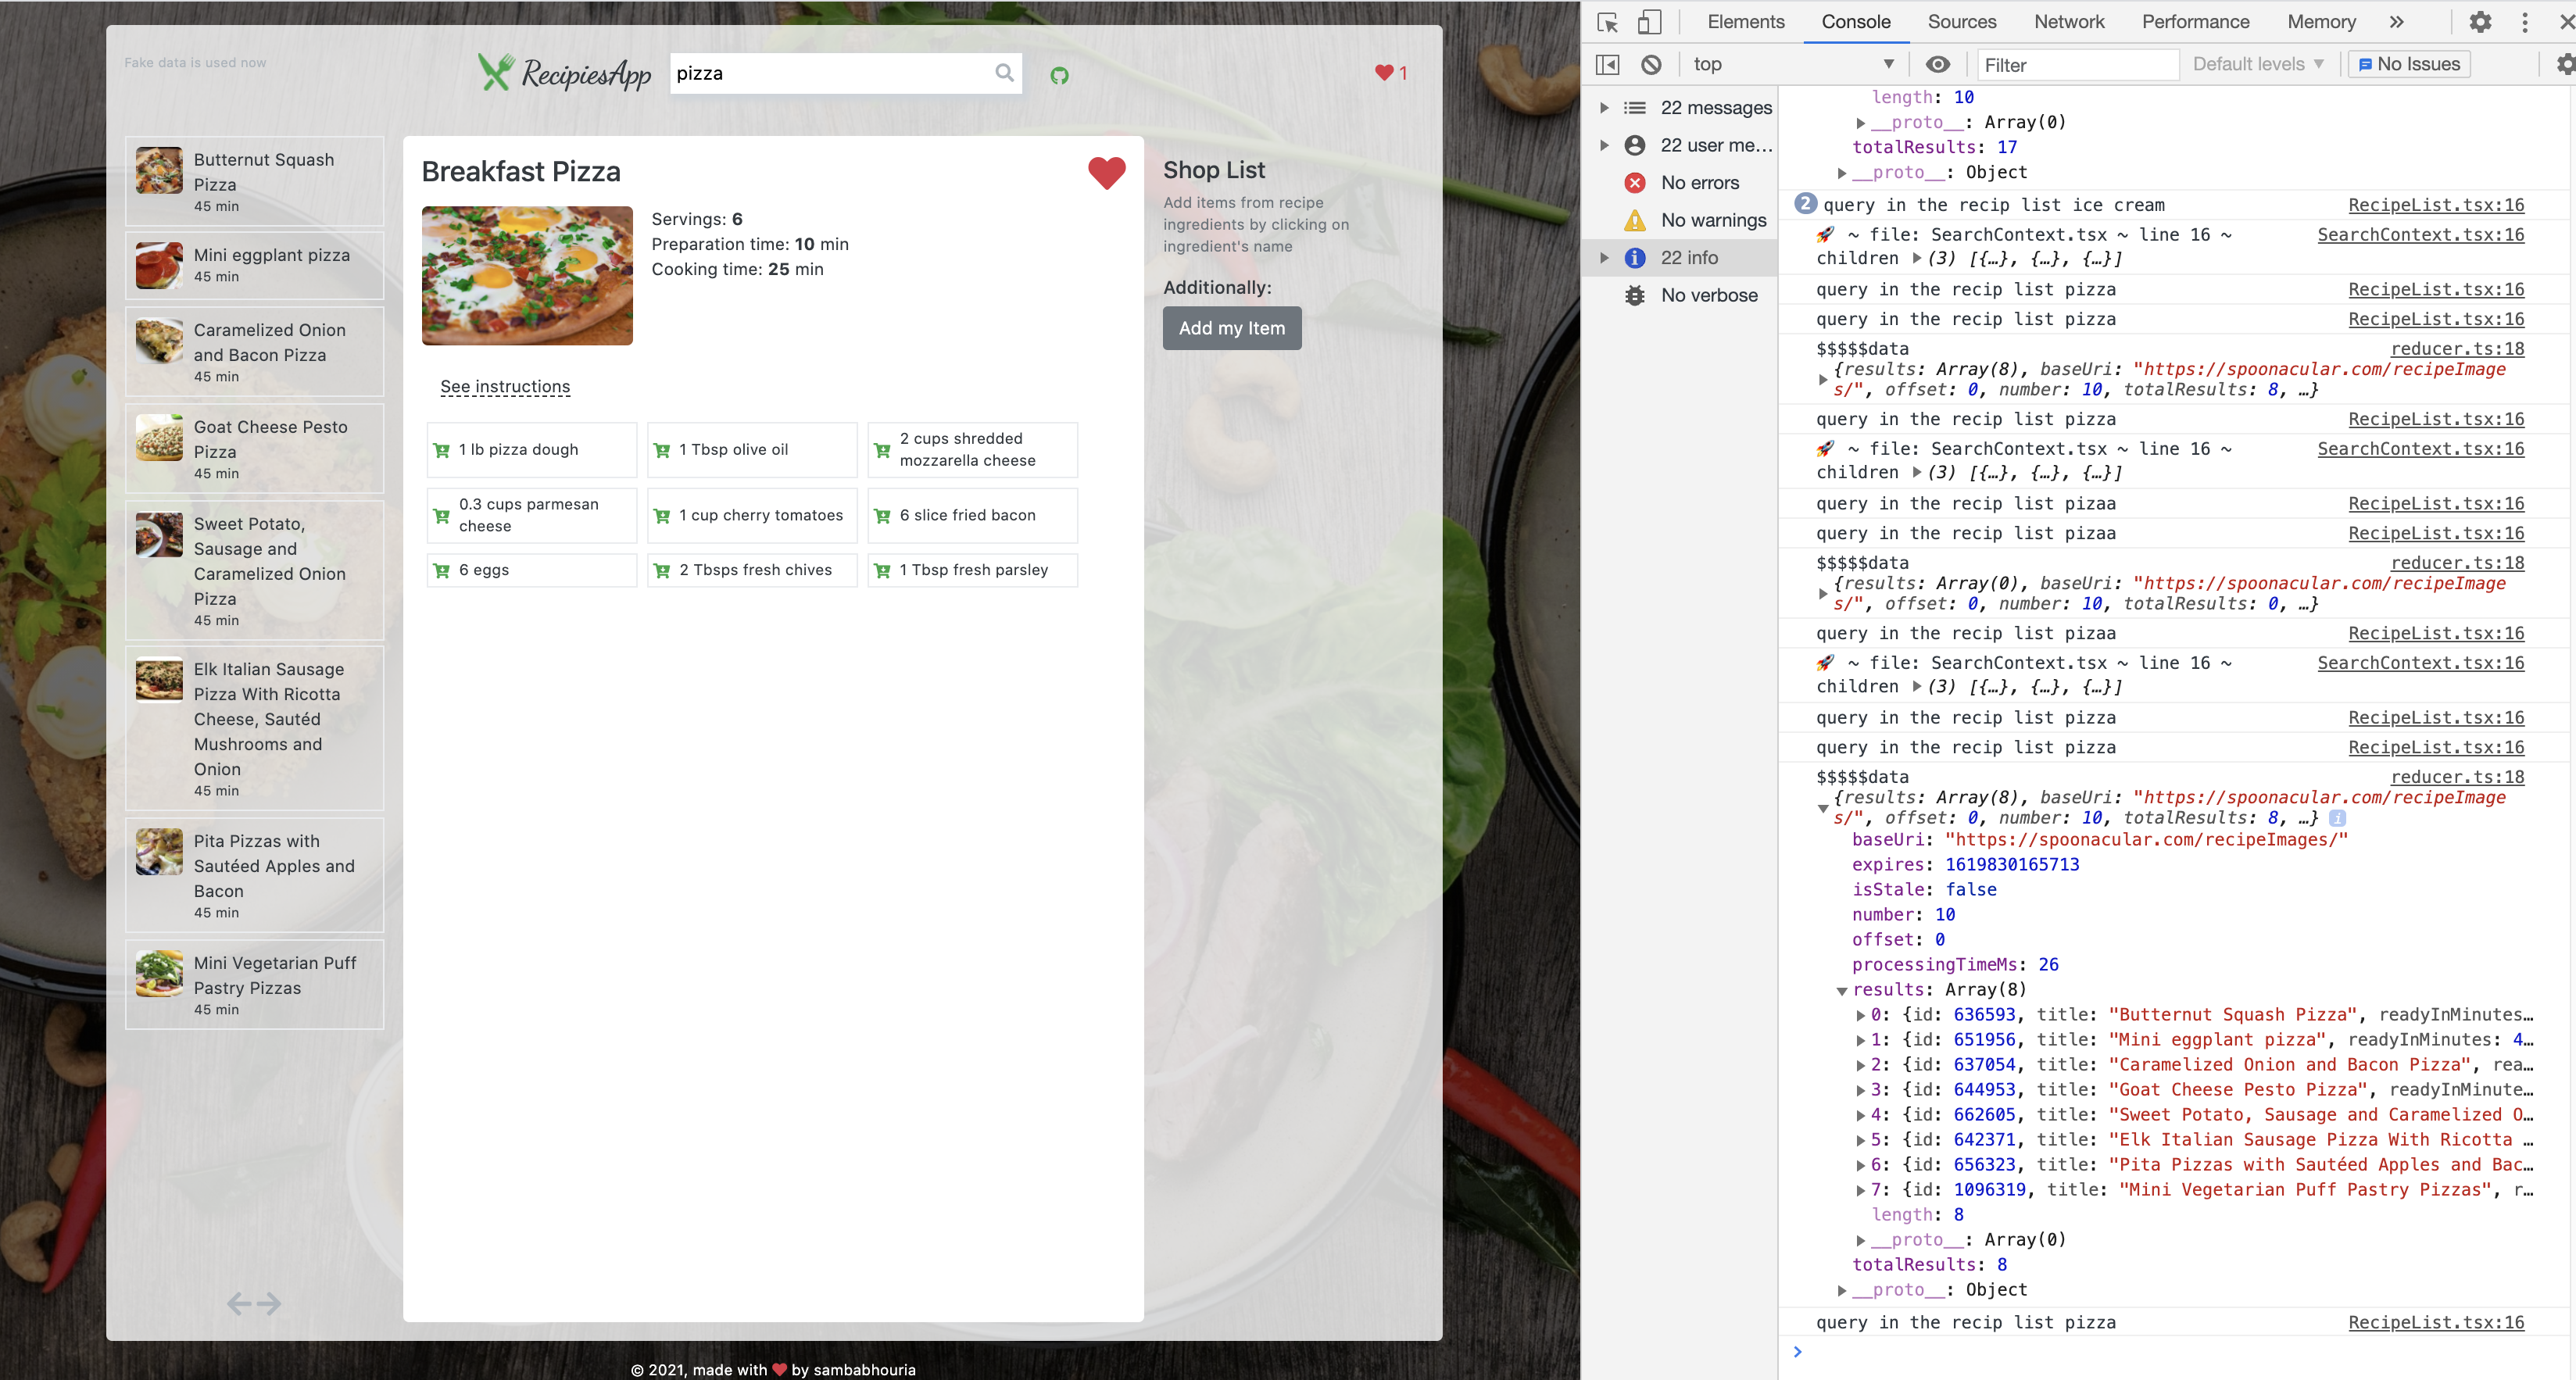 Fake data is used now
RecipiesApp
pizza
1
Butternut Squash
Pizza
45 min
Mini eggplant pizza
45 min
Caramelized Onion
and Bacon Pizza
45 min
Goat Cheese Pesto
Pizza
45 min
Sweet Potato,
Sausage and
Caramelized Onion
Pizza
45 min
Elk Italian Sausage
Pizza With Ricotta
Cheese, Sautéd
Mushrooms and
Onion
45 min
Pita Pizzas with
Sautéed Apples and
Bacon
45 min
Mini Vegetarian Puff
Pastry Pizzas
45 min
Breakfast Pizza
Servings: 6
Preparation time: 10 min
Cooking time: 25 min
See instructions
1 lb pizza dough
1 Tbsp olive oil
2 cups shredded
mozzarella cheese
0.3 cups parmesan
cheese
1 cup cherry tomatoes
6 slice fried bacon
6 eggs
2 Tbsps fresh chives
1 Tbsp fresh parsley
Shop List
Add items from recipe
ingredients by clicking on
ingredient's name
Additionally:
Add my Item
© 2021, made with ❤ by sambabhouria
Elements Console Sources Network Performance Memory »
top Filter Default levels ▼ No Issues
22 messages
22 user me...
No errors
No warnings
22 info
No verbose
length: 10
__proto__: Array(0)
totalResults: 17
__proto__: Object
2 query in the recip list ice cream RecipeList.tsx:16
🚀 ~ file: SearchContext.tsx ~ line 16 ~ SearchContext.tsx:16
children ▶(3) [{…}, {…}, {…}]
query in the recip list pizza RecipeList.tsx:16
query in the recip list pizza RecipeList.tsx:16
$$$$$data reducer.ts:18
{results: Array(8), baseUri: "https://spoonacular.com/recipeImage
s/", offset: 0, number: 10, totalResults: 8, …}
query in the recip list pizza RecipeList.tsx:16
🚀 ~ file: SearchContext.tsx ~ line 16 ~ SearchContext.tsx:16
children ▶(3) [{…}, {…}, {…}]
query in the recip list pizaa RecipeList.tsx:16
query in the recip list pizaa RecipeList.tsx:16
$$$$$data reducer.ts:18
{results: Array(0), baseUri: "https://spoonacular.com/recipeImage
s/", offset: 0, number: 10, totalResults: 0, …}
query in the recip list pizaa RecipeList.tsx:16
🚀 ~ file: SearchContext.tsx ~ line 16 ~ SearchContext.tsx:16
children ▶(3) [{…}, {…}, {…}]
query in the recip list pizza RecipeList.tsx:16
query in the recip list pizza RecipeList.tsx:16
$$$$$data reducer.ts:18
{results: Array(8), baseUri: "https://spoonacular.com/recipeImage
s/", offset: 0, number: 10, totalResults: 8, …} i
baseUri: "https://spoonacular.com/recipeImages/"
expires: 1619830165713
isStale: false
number: 10
offset: 0
processingTimeMs: 26
results: Array(8)
0: {id: 636593, title: "Butternut Squash Pizza", readyInMinutes…
1: {id: 651956, title: "Mini eggplant pizza", readyInMinutes: 4…
2: {id: 637054, title: "Caramelized Onion and Bacon Pizza", rea…
3: {id: 644953, title: "Goat Cheese Pesto Pizza", readyInMinute…
4: {id: 662605, title: "Sweet Potato, Sausage and Caramelized O…
5: {id: 642371, title: "Elk Italian Sausage Pizza With Ricotta …
6: {id: 656323, title: "Pita Pizzas with Sautéed Apples and Bac…
7: {id: 1096319, title: "Mini Vegetarian Puff Pastry Pizzas", r…
length: 8
__proto__: Array(0)
totalResults: 8
__proto__: Object
query in the recip list pizza RecipeList.tsx:16